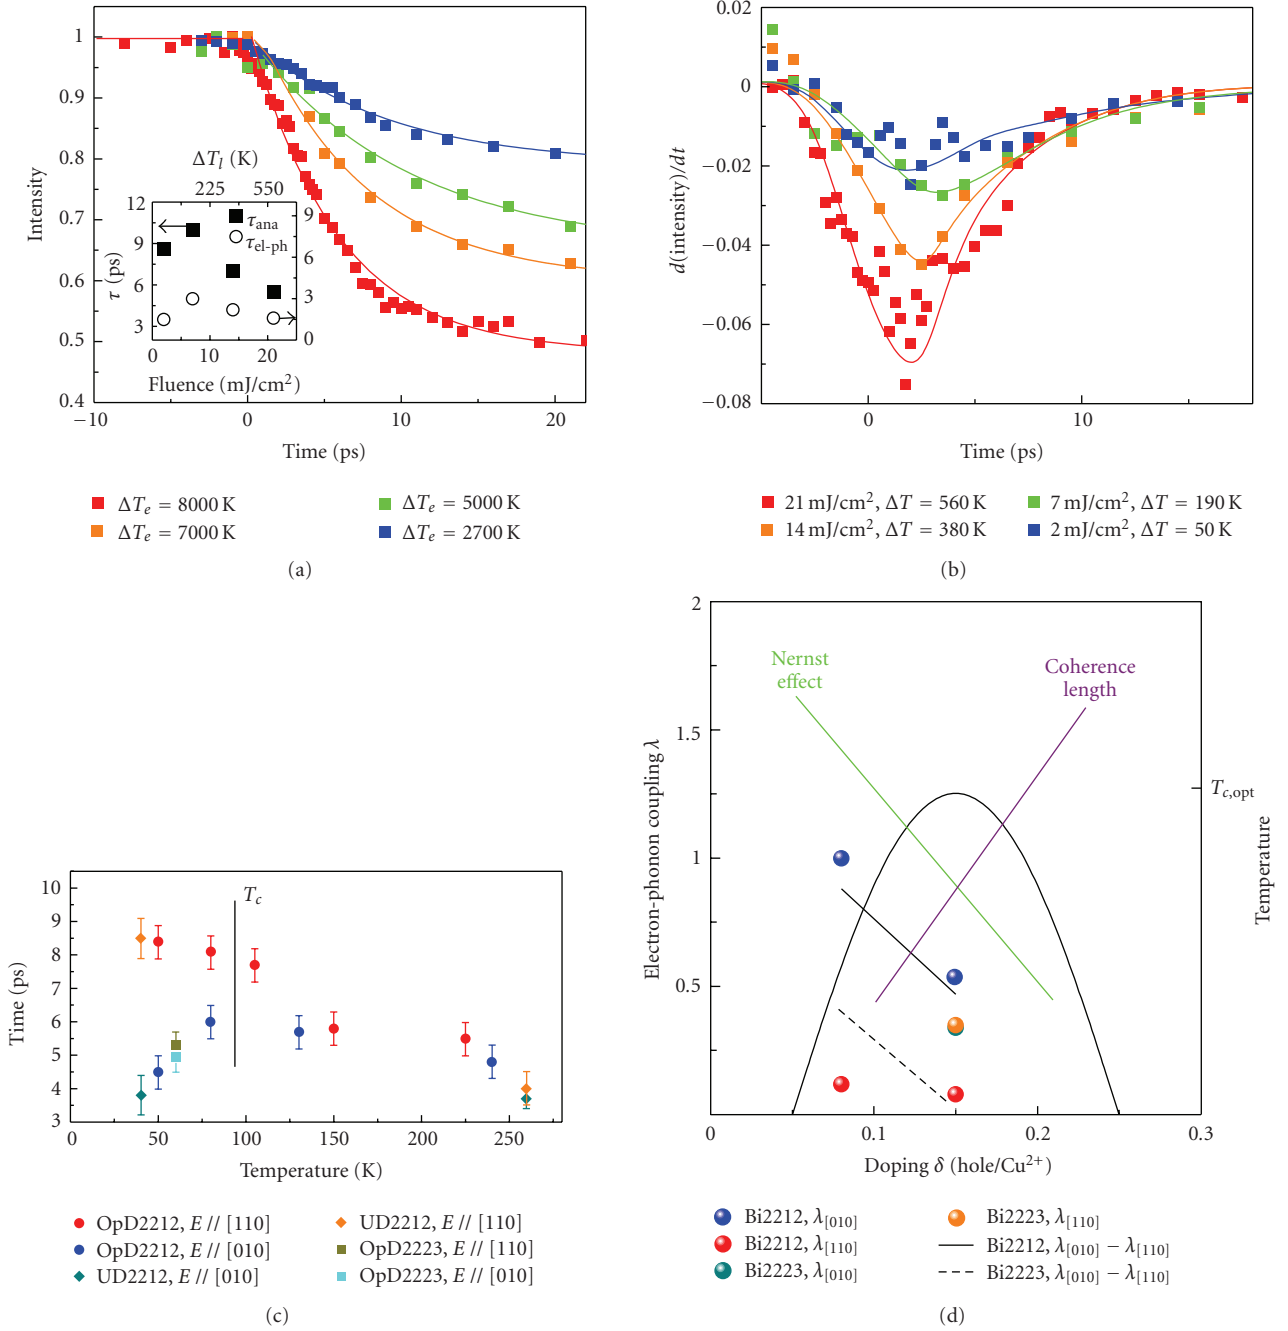 1
0.9
0.8
0.7
0.6
0.5
0.4
Intensity
−10
0
10
20
Time (ps)
ΔT_l (K)
225
550
12
9
6
3
τ (ps)
9
6
3
0
τ_ana
τ_el-ph
0
10
20
Fluence (mJ/cm²)
ΔT_e = 8000 K
ΔT_e = 5000 K
ΔT_e = 7000 K
ΔT_e = 2700 K
(a)
0.02
0
−0.02
−0.04
−0.06
−0.08
d(intensity)/dt
0
10
Time (ps)
21 mJ/cm², ΔT = 560 K
7 mJ/cm², ΔT = 190 K
14 mJ/cm², ΔT = 380 K
2 mJ/cm², ΔT = 50 K
(b)
10
9
8
7
6
5
4
3
Time (ps)
T_c
0
50
100
150
200
250
Temperature (K)
OpD2212, E // [110]
UD2212, E // [110]
OpD2212, E // [010]
OpD2223, E // [110]
UD2212, E // [010]
OpD2223, E // [010]
(c)
2
1.5
1
0.5
Electron-phonon coupling λ
Nernst
effect
Coherence
length
T_c,opt
Temperature
0
0.1
0.2
0.3
Doping δ (hole/Cu²⁺)
Bi2212, λ[010]
Bi2223, λ[110]
Bi2212, λ[110]
Bi2212, λ[010] − λ[110]
Bi2223, λ[010]
Bi2223, λ[010] − λ[110]
(d)